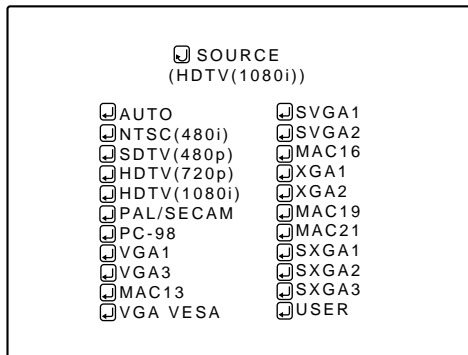 SOURCE
(HDTV(1080i))
AUTO
NTSC(480i)
SDTV(480p)
HDTV(720p)
HDTV(1080i)
PAL/SECAM
PC-98
VGA1
VGA3
MAC13
VGA VESA
SVGA1
SVGA2
MAC16
XGA1
XGA2
MAC19
MAC21
SXGA1
SXGA2
SXGA3
USER